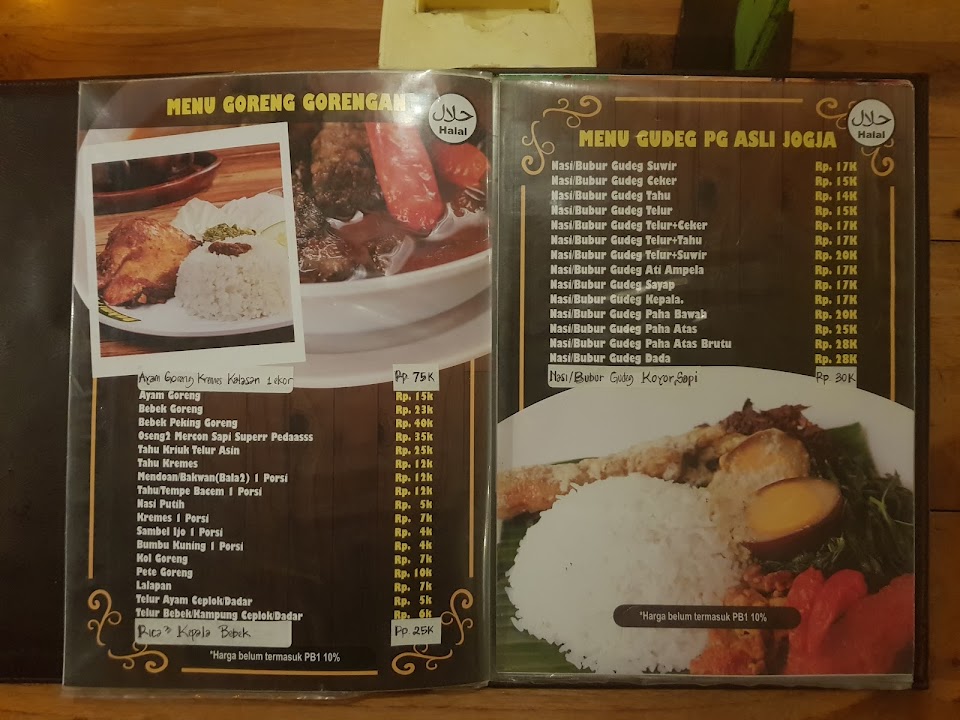 MENU GORENG GORENGAN
حلال
Halal
Ayam Goreng Kremes Kalasan 1 ekor Rp. 75K
Ayam Goreng Rp. 15k
Bebek Goreng Rp. 23k
Bebek Peking Goreng Rp. 40k
Oseng2 Mercon Sapi Superr Pedaasss Rp. 35k
Tahu Kriuk Telur Asin Rp. 25k
Tahu Kremes Rp. 12k
Mendoan/Bakwan(Bala2) 1 Porsi Rp. 12k
Tahu/Tempe Bacem 1 Porsi Rp. 12k
Nasi Putih Rp. 5k
Kremes 1 Porsi Rp. 7k
Sambel Ijo 1 Porsi Rp. 4k
Bumbu Kuning 1 Porsi Rp. 4k
Kol Goreng Rp. 7k
Pete Goreng Rp. 10k
Lalapan Rp. 7k
Telur Ayam Ceplok/Dadar Rp. 5k
Telur Bebek/Kampung Ceplok/Dadar Rp. 6k
Rica² Kepala Bebek Rp. 25K
*Harga belum termasuk PB1 10%
MENU GUDEG PG ASLI JOGJA
حلال
Halal
Nasi/Bubur Gudeg Suwir Rp. 17K
Nasi/Bubur Gudeg Ceker Rp. 15K
Nasi/Bubur Gudeg Tahu Rp. 14K
Nasi/Bubur Gudeg Telur Rp. 15K
Nasi/Bubur Gudeg Telur+Ceker Rp. 17K
Nasi/Bubur Gudeg Telur+Tahu Rp. 17K
Nasi/Bubur Gudeg Telur+Suwir Rp. 20K
Nasi/Bubur Gudeg Ati Ampela Rp. 17K
Nasi/Bubur Gudeg Sayap Rp. 17K
Nasi/Bubur Gudeg Kepala. Rp. 17K
Nasi/Bubur Gudeg Paha Bawah Rp. 20K
Nasi/Bubur Gudeg Paha Atas Rp. 25K
Nasi/Bubur Gudeg Paha Atas Brutu Rp. 28K
Nasi/Bubur Gudeg Dada Rp. 28K
Nasi/Bubur Gudeg Koyor Sapi Rp. 30K
*Harga belum termasuk PB1 10%